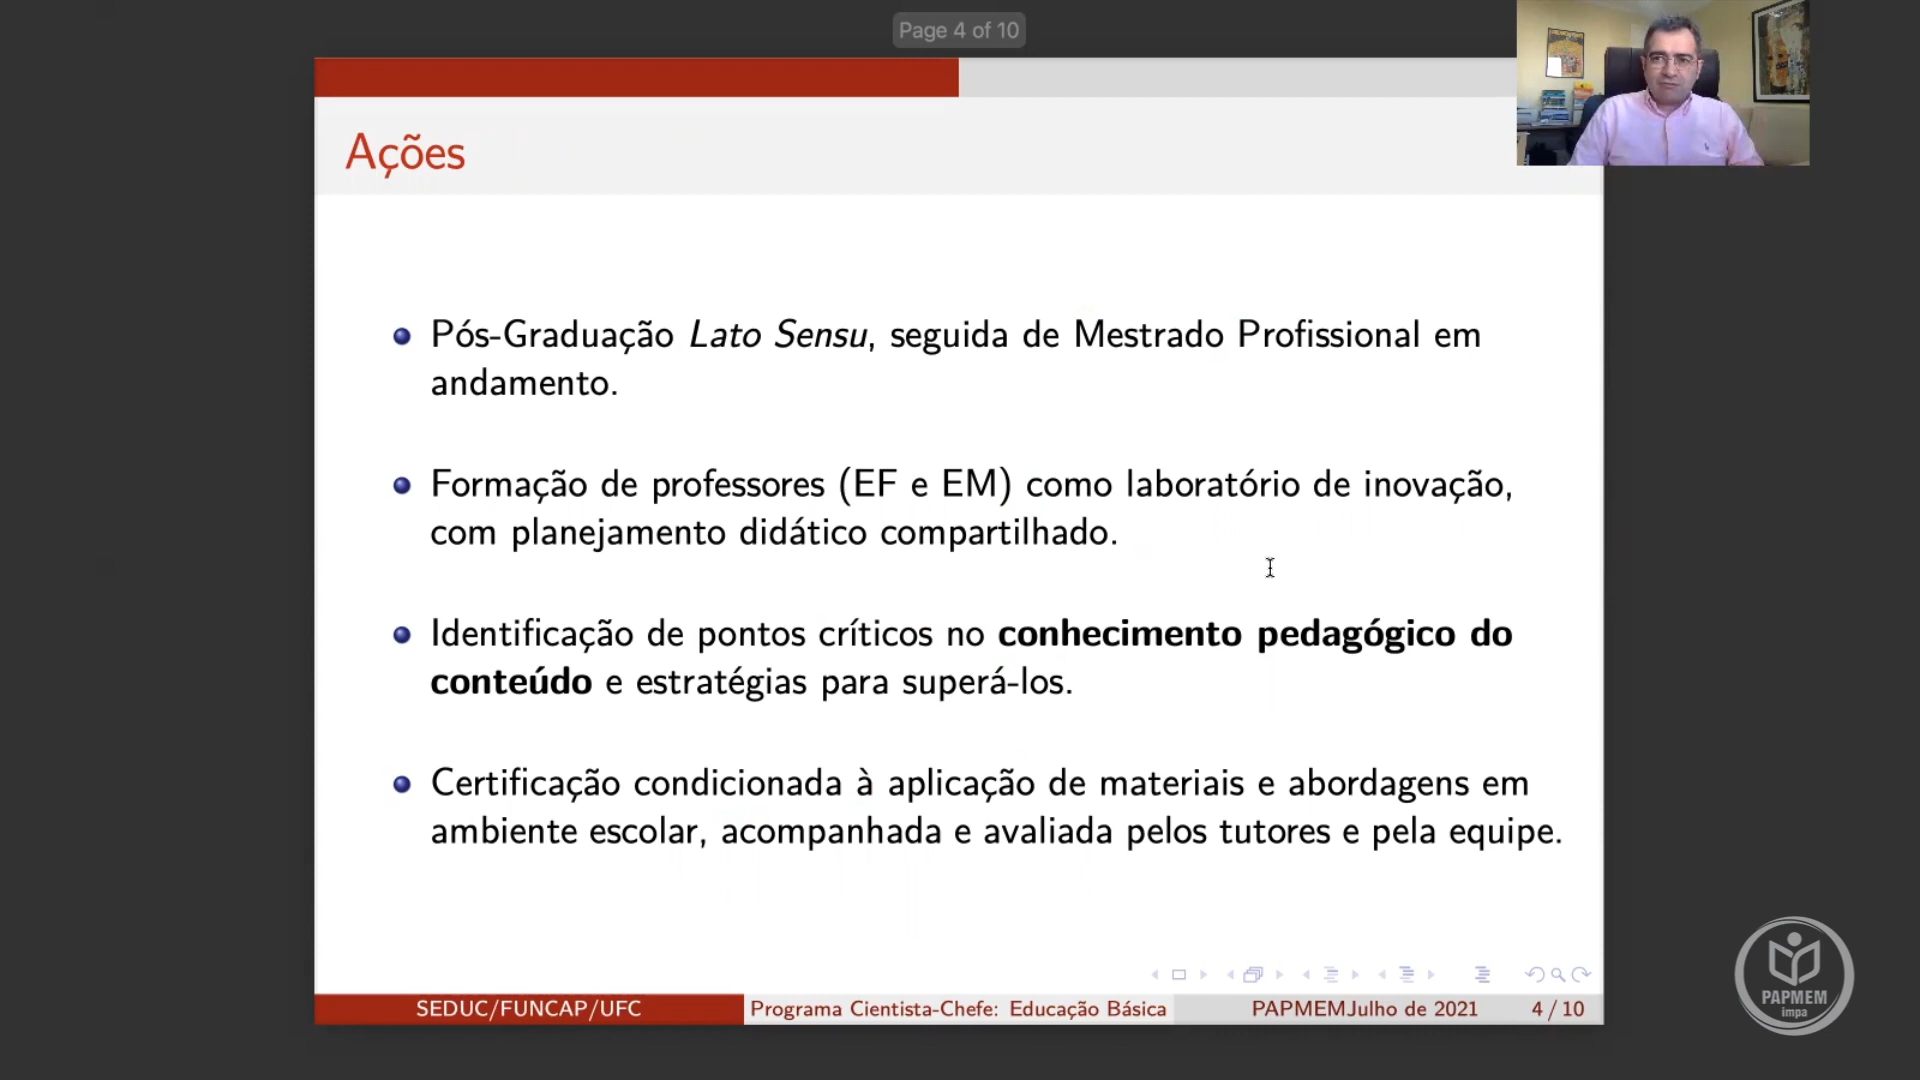 Page 4 of 10
Ações
Pós-Graduação Lato Sensu, seguida de Mestrado Profissional em
andamento.
Formação de professores (EF e EM) como laboratório de inovação,
com planejamento didático compartilhado.
Identificação de pontos críticos no conhecimento pedagógico do
conteúdo e estratégias para superá-los.
Certificação condicionada à aplicação de materiais e abordagens em
ambiente escolar, acompanhada e avaliada pelos tutores e pela equipe.
SEDUC/FUNCAP/UFC Programa Cientista-Chefe: Educação Básica PAPMEMJulho de 2021 4 / 10
PAPMEM
impa